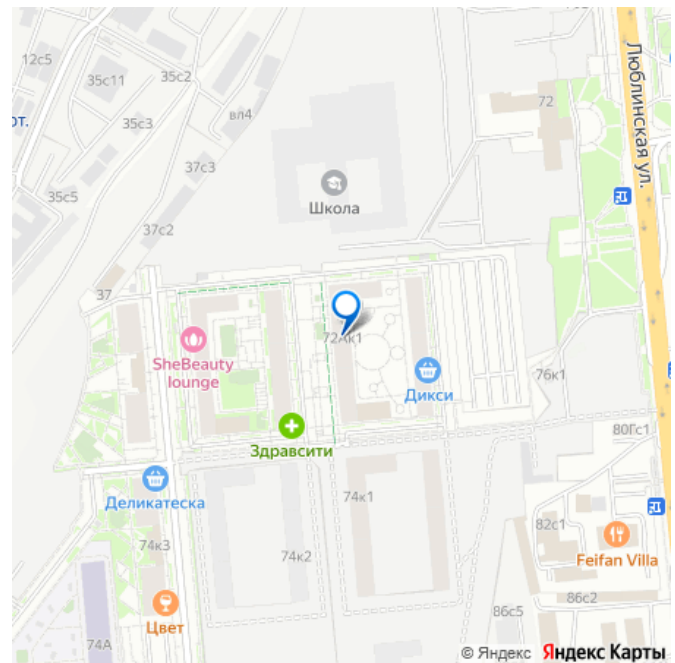 12с5
35с11
35с2
35с3
вл4
от.
37с3
35с5
37с2
Школа
72
Люблинская ул.
37
SheBeauty
lounge
72Ак1
Дикси
76к1
80Гс1
Здравсити
Деликатеска
74к1
74к3
74к2
82с1
Feifan Villa
86с2
86с5
Цвет
74А
© Яндекс Яндекс Карты